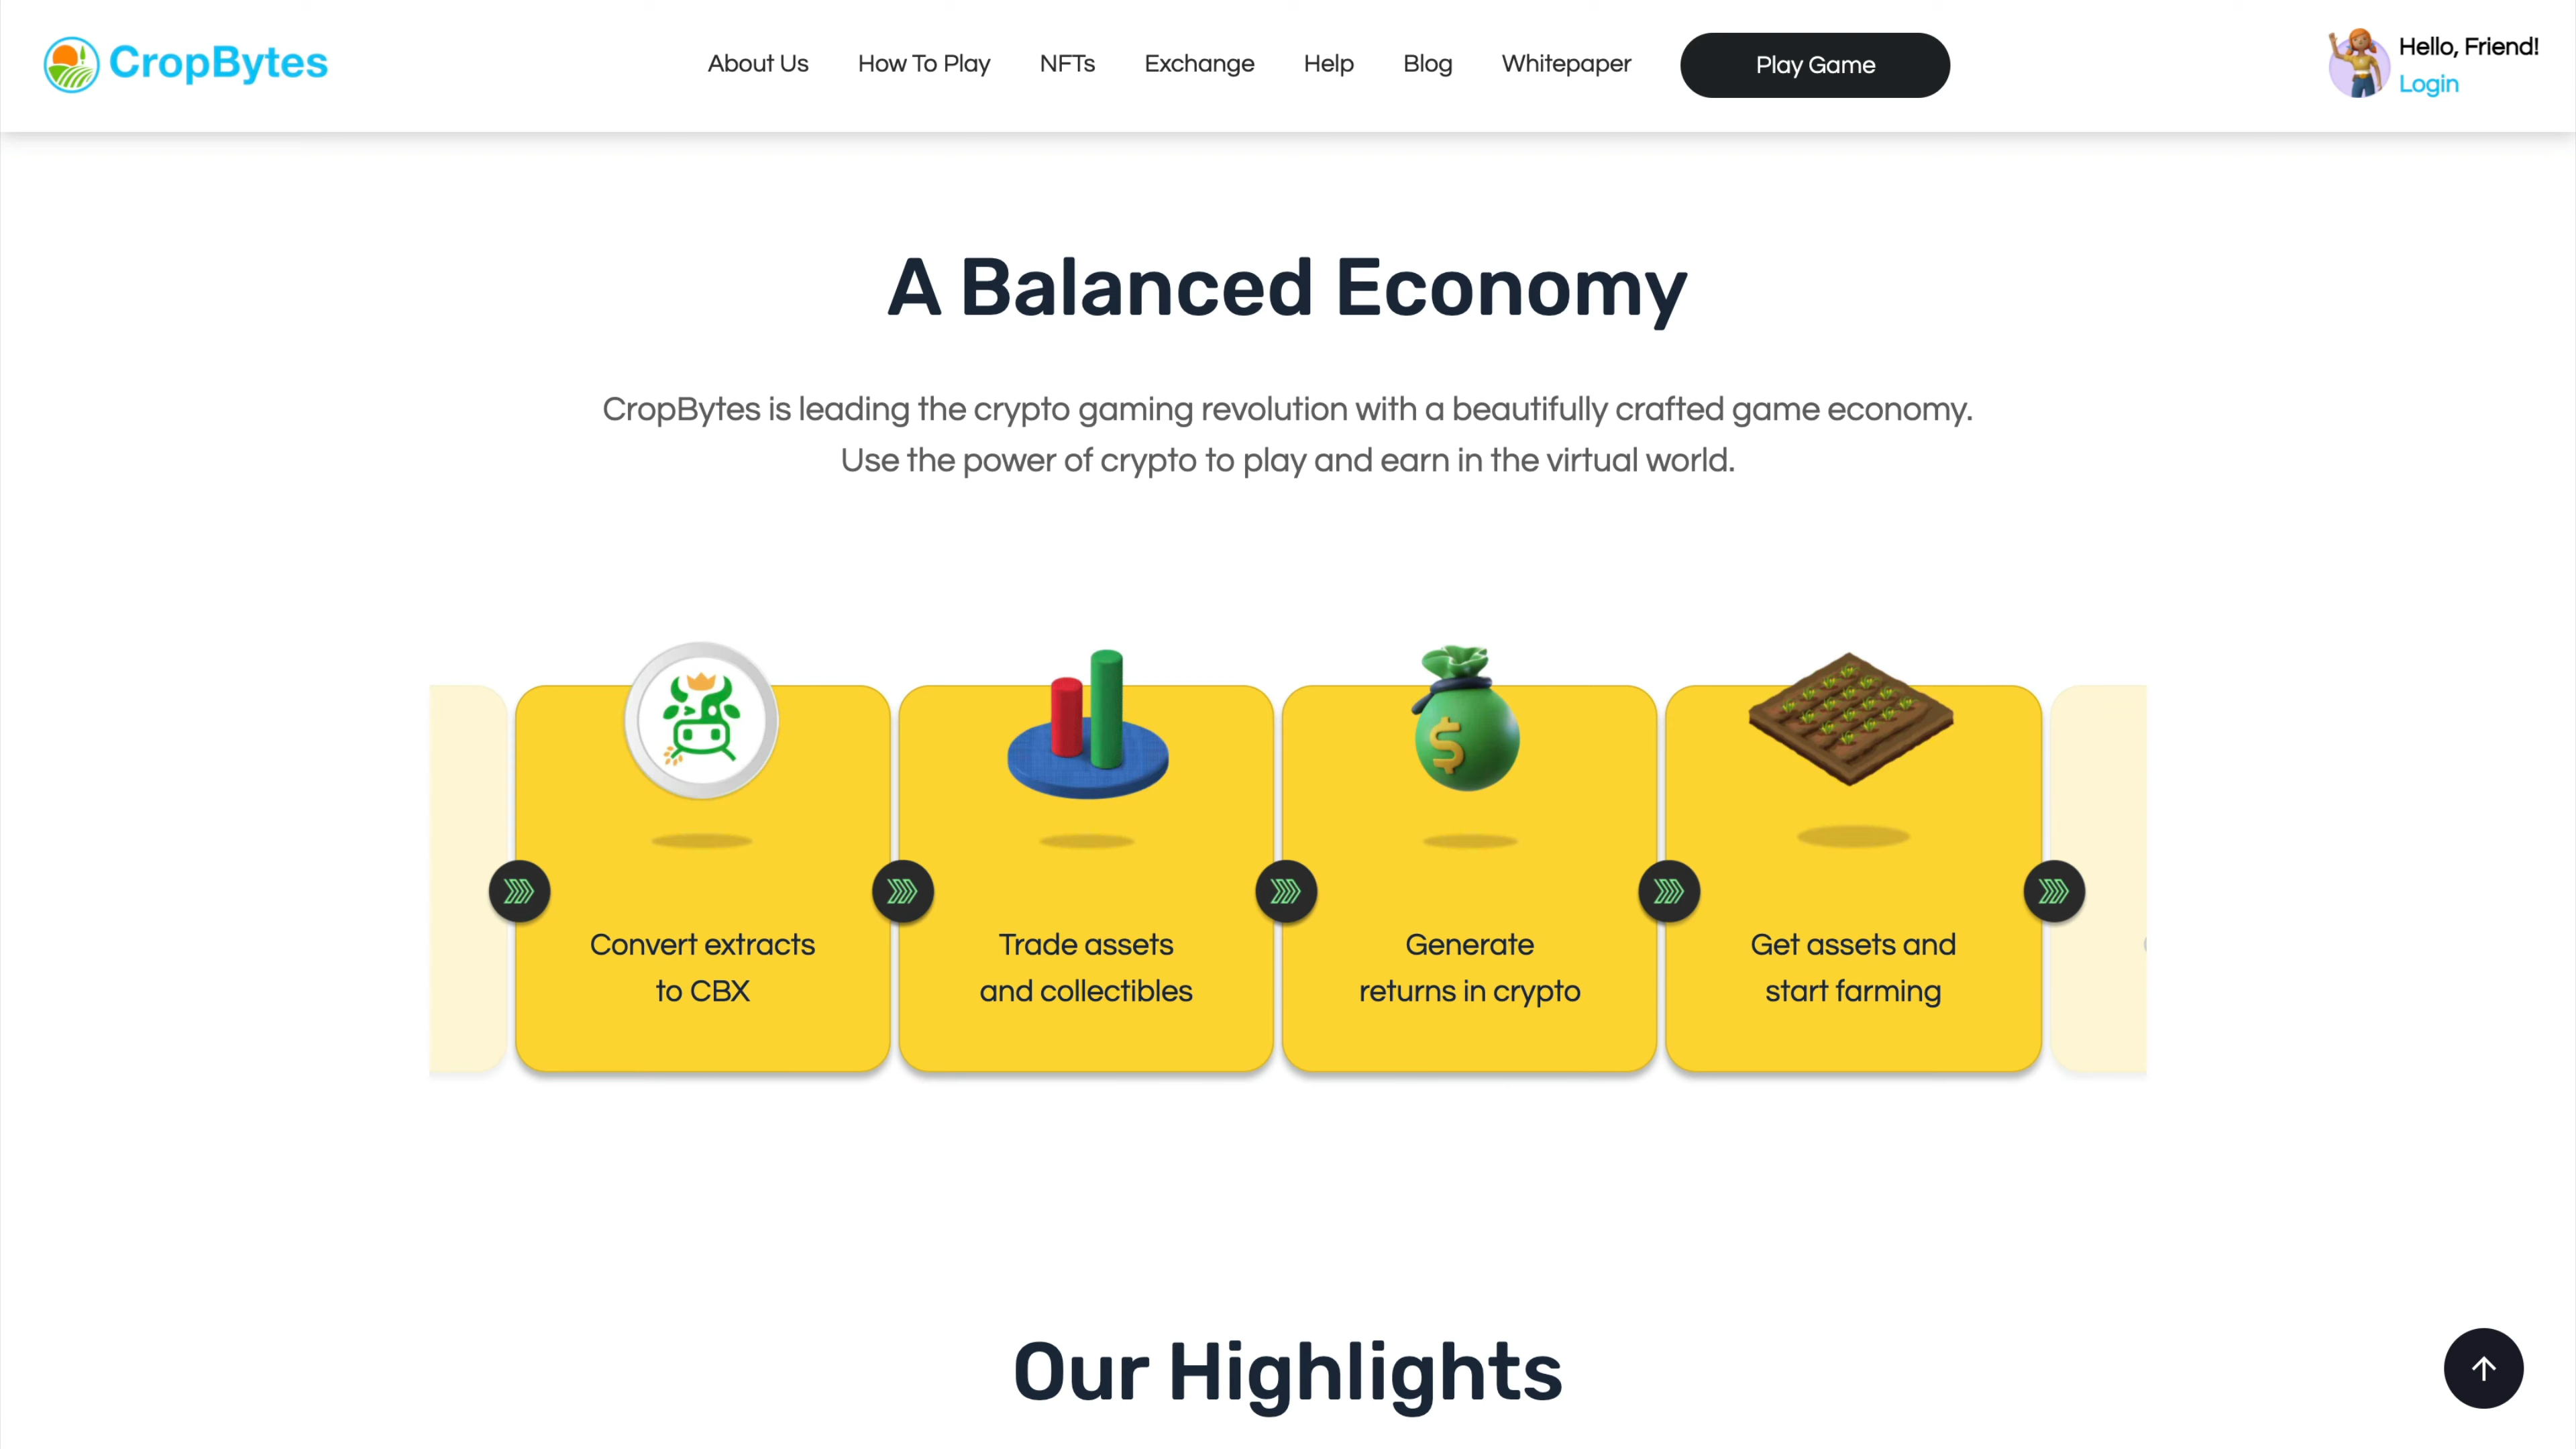 CropBytes
About Us
How To Play
NFTs
Exchange
Help
Blog
Whitepaper
Play Game
Hello, Friend!
Login
A Balanced Economy
CropBytes is leading the crypto gaming revolution with a beautifully crafted game economy.
Use the power of crypto to play and earn in the virtual world.
$
Convert extracts
to CBX
Trade assets
and collectibles
Generate
returns in crypto
Get assets and
start farming
Our Highlights